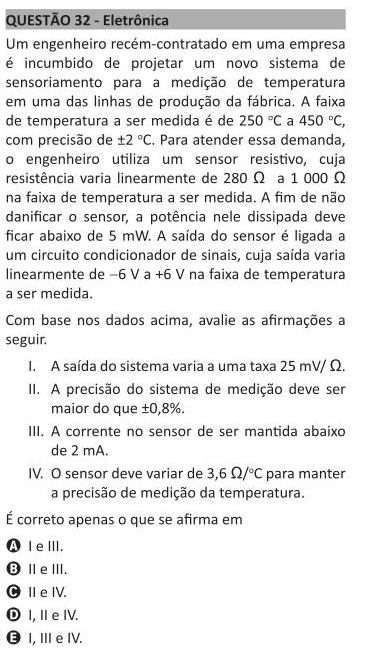 QUESTÃO 32 - Eletrônica
Um engenheiro recém-contratado em uma empresa
é incumbido de projetar um novo sistema de
sensoriamento para a medição de temperatura
em uma das linhas de produção da fábrica. A faixa
de temperatura a ser medida é de 250 °C a 450 °C,
com precisão de ±2 °C. Para atender essa demanda,
o engenheiro utiliza um sensor resistivo, cuja
resistência varia linearmente de 280 Ω a 1 000 Ω
na faixa de temperatura a ser medida. A fim de não
danificar o sensor, a potência nele dissipada deve
ficar abaixo de 5 mW. A saída do sensor é ligada a
um circuito condicionador de sinais, cuja saída varia
linearmente de −6 V a +6 V na faixa de temperatura
a ser medida.
Com base nos dados acima, avalie as afirmações a
seguir.
I. A saída do sistema varia a uma taxa 25 mV/ Ω.
II. A precisão do sistema de medição deve ser
maior do que ±0,8%.
III. A corrente no sensor de ser mantida abaixo
de 2 mA.
IV. O sensor deve variar de 3,6 Ω/°C para manter
a precisão de medição da temperatura.
É correto apenas o que se afirma em
A I e III.
B II e III.
C II e IV.
D I, II e IV.
E I, III e IV.